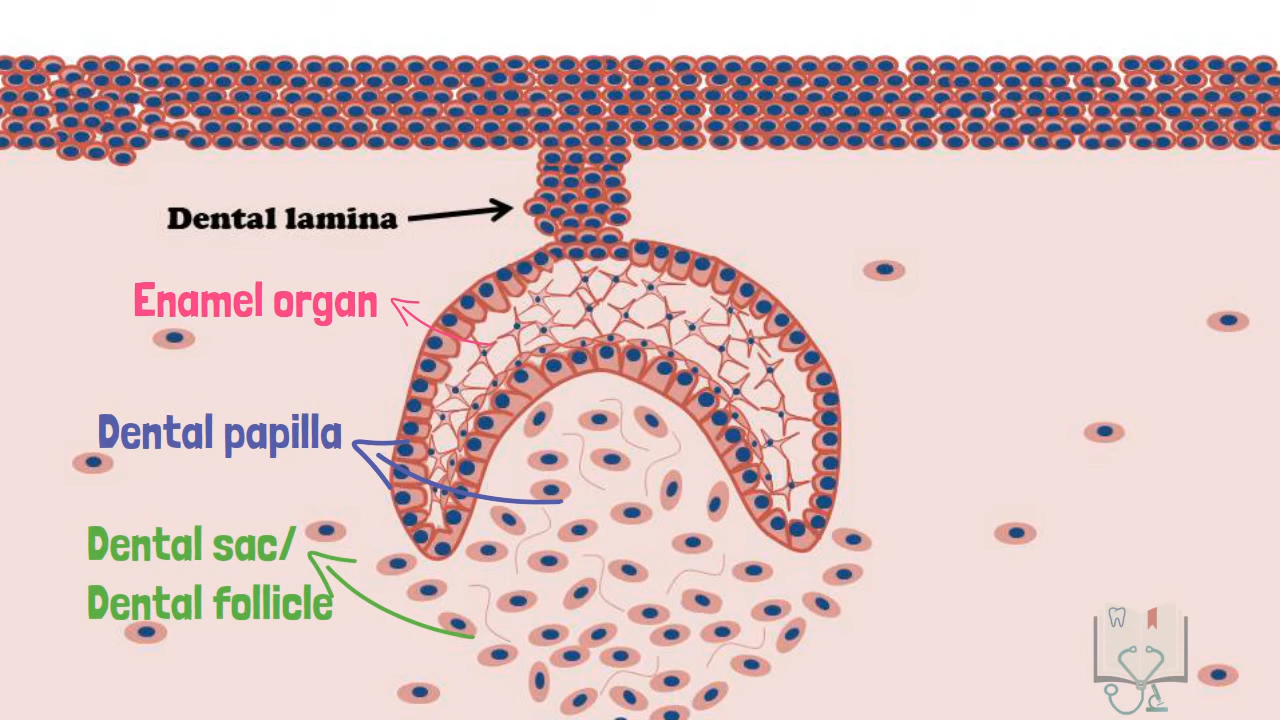 Dental lamina
Enamel organ
Dental papilla
Dental sac/
Dental follicle